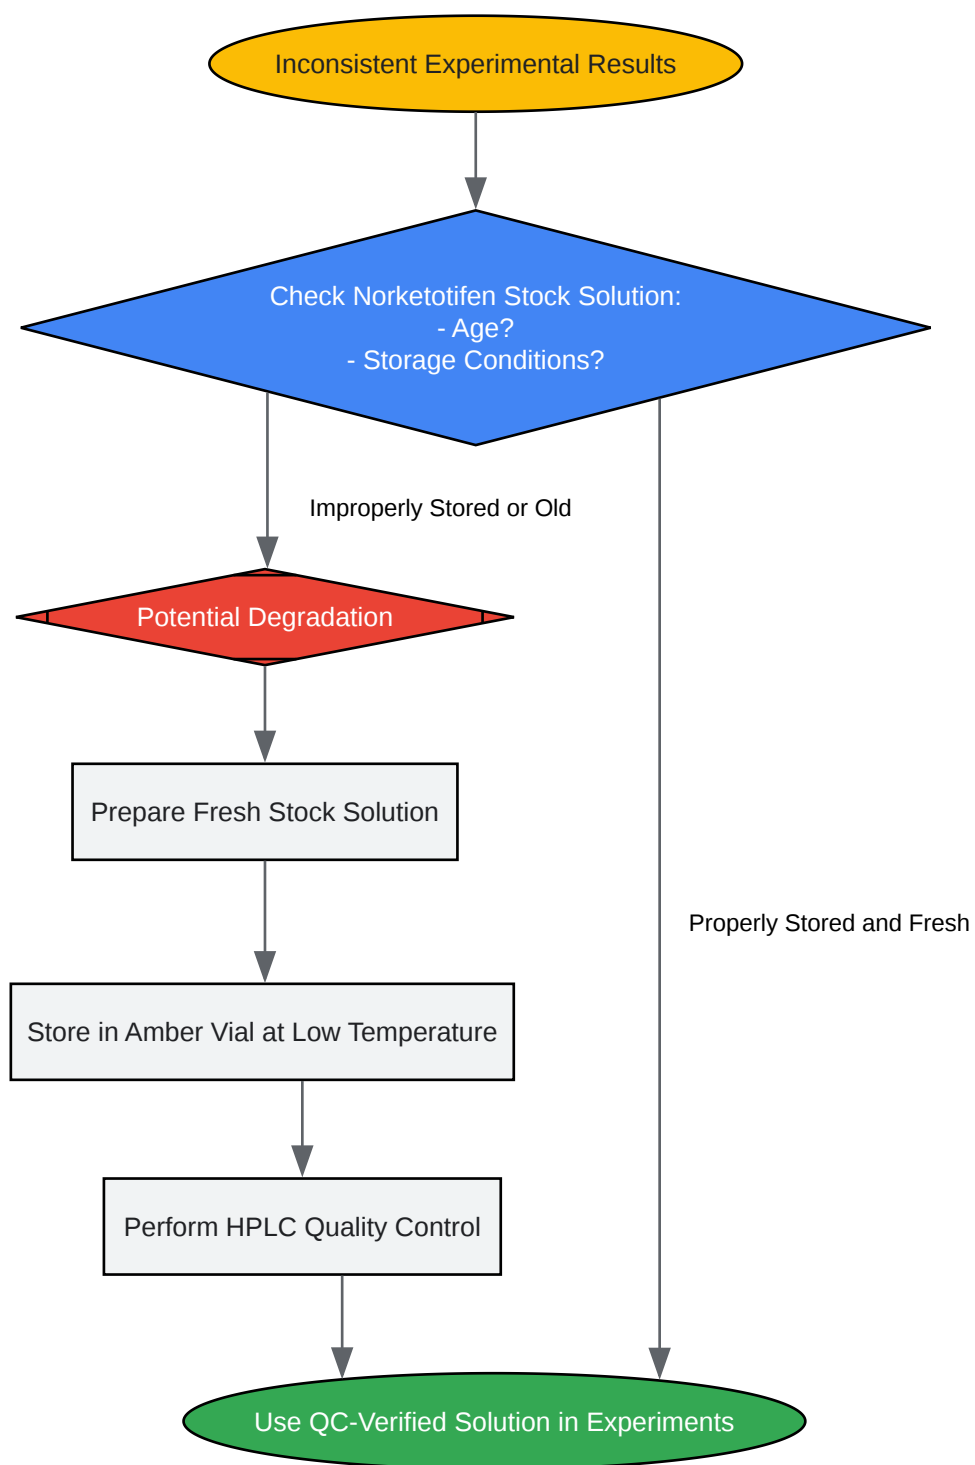 Inconsistent Experimental Results
Check Norketotifen Stock Solution:
- Age?
- Storage Conditions?
Improperly Stored or Old
Potential Degradation
Prepare Fresh Stock Solution
Properly Stored and Fresh
Store in Amber Vial at Low Temperature
Perform HPLC Quality Control
Use QC-Verified Solution in Experiments